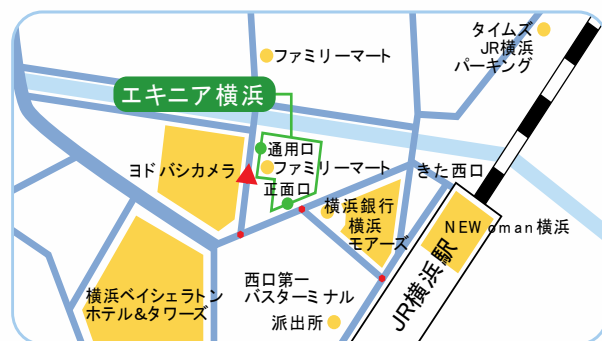 タイムズ
JR横浜
パーキング
ファミリーマート
エキニア横浜
通用口
ファミリーマート
ヨドバシカメラ
正面口
きた西口
横浜銀行
横浜
モアーズ
NEWoman横浜
JR横浜駅
西口第一
バスターミナル
横浜ベイシェラトン
ホテル&タワーズ
派出所